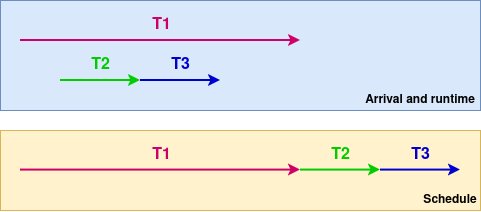 T1
T2 T3
Arrival and runtime
T1 T2 T3
Schedule